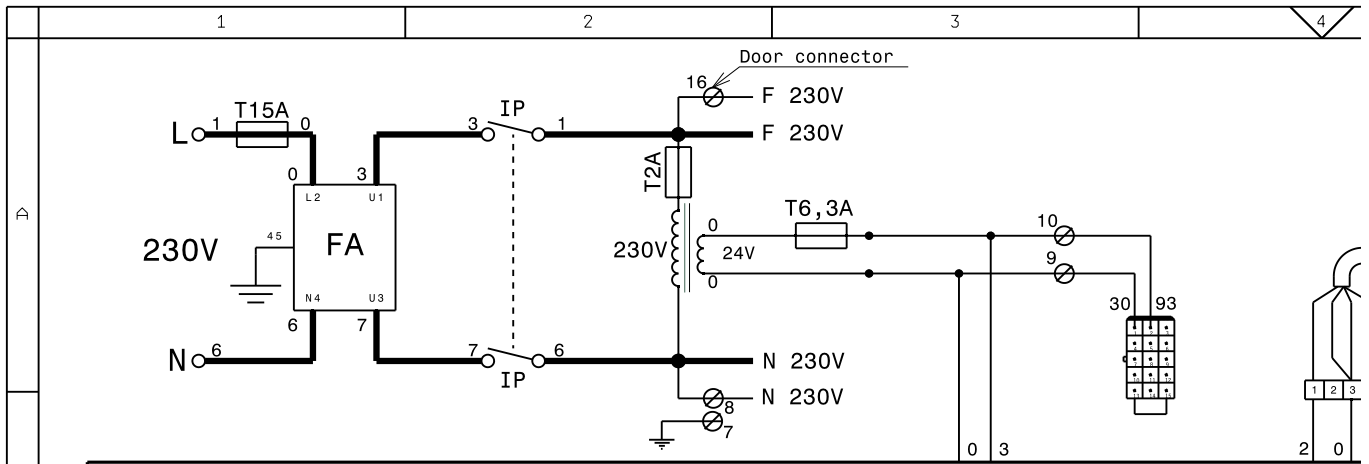 1 2 3 4
Door connector
16
F 230V
T15A
IP
L 1 0 3 1
F 230V
T2A
0 3
L2 U1
A
T6,3A
45
230V
FA
230V
0
24V
0
10
9
30 93
N4 U3
6 7
N 6
7 6
N 230V
IP
N 230V
8
7
1 2 3
0 3
2 0